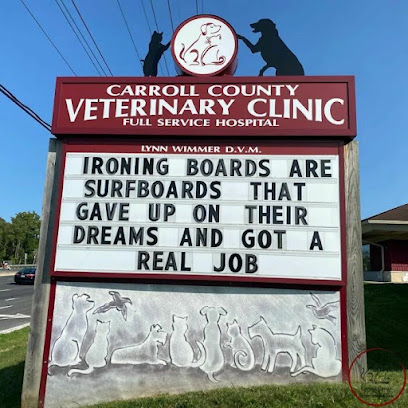 CARROLL COUNTY
VETERINARY CLINIC
FULL SERVICE HOSPITAL
LYNN WIMMER D.V.M.
IRONING BOARDS ARE
SURFBOARDS THAT
GAVE UP ON THEIR
DREAMS AND GOT A
REAL JOB